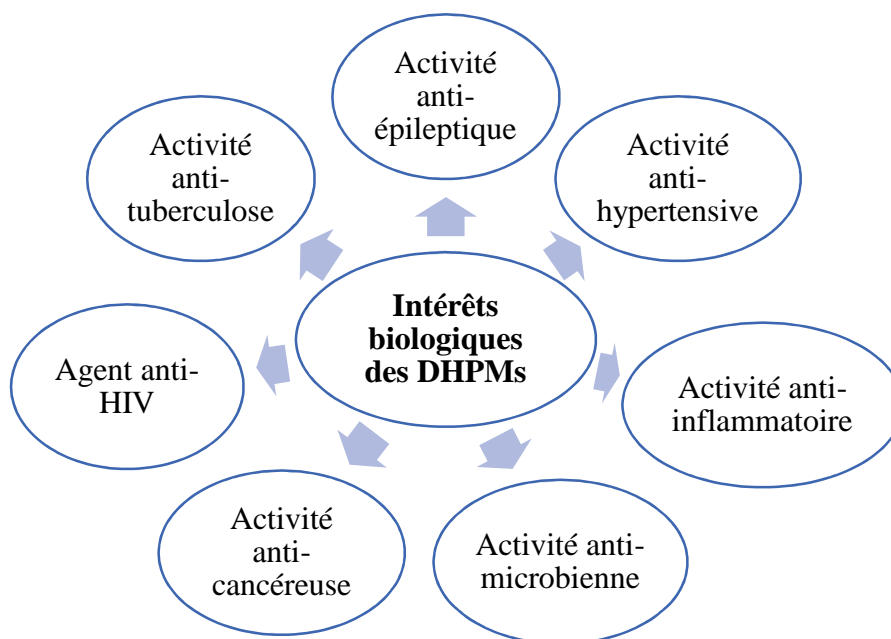 Activité
anti-
épileptique
Activité
anti-
tuberculose
Activité
anti-
hypertensive
Intérêts
biologiques
des DHPMs
Agent anti-
HIV
Activité anti-
inflammatoire
Activité
anti-
cancéreuse
Activité anti-
microbienne